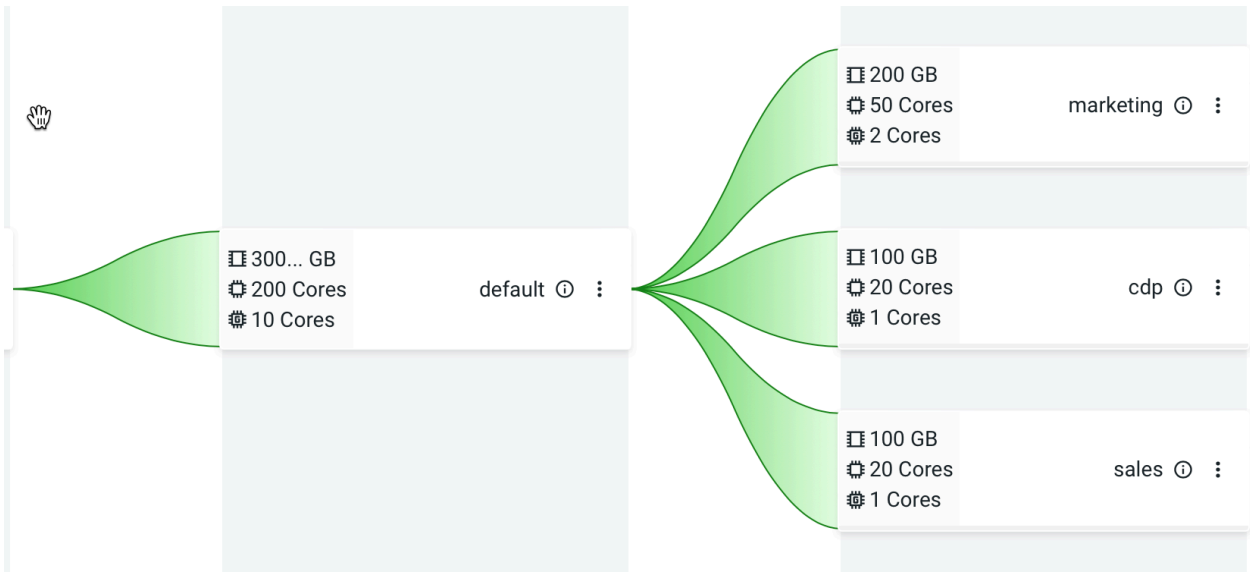 300... GB
200 Cores
10 Cores
default
200 GB
50 Cores
2 Cores
marketing
100 GB
20 Cores
1 Cores
cdp
100 GB
20 Cores
1 Cores
sales